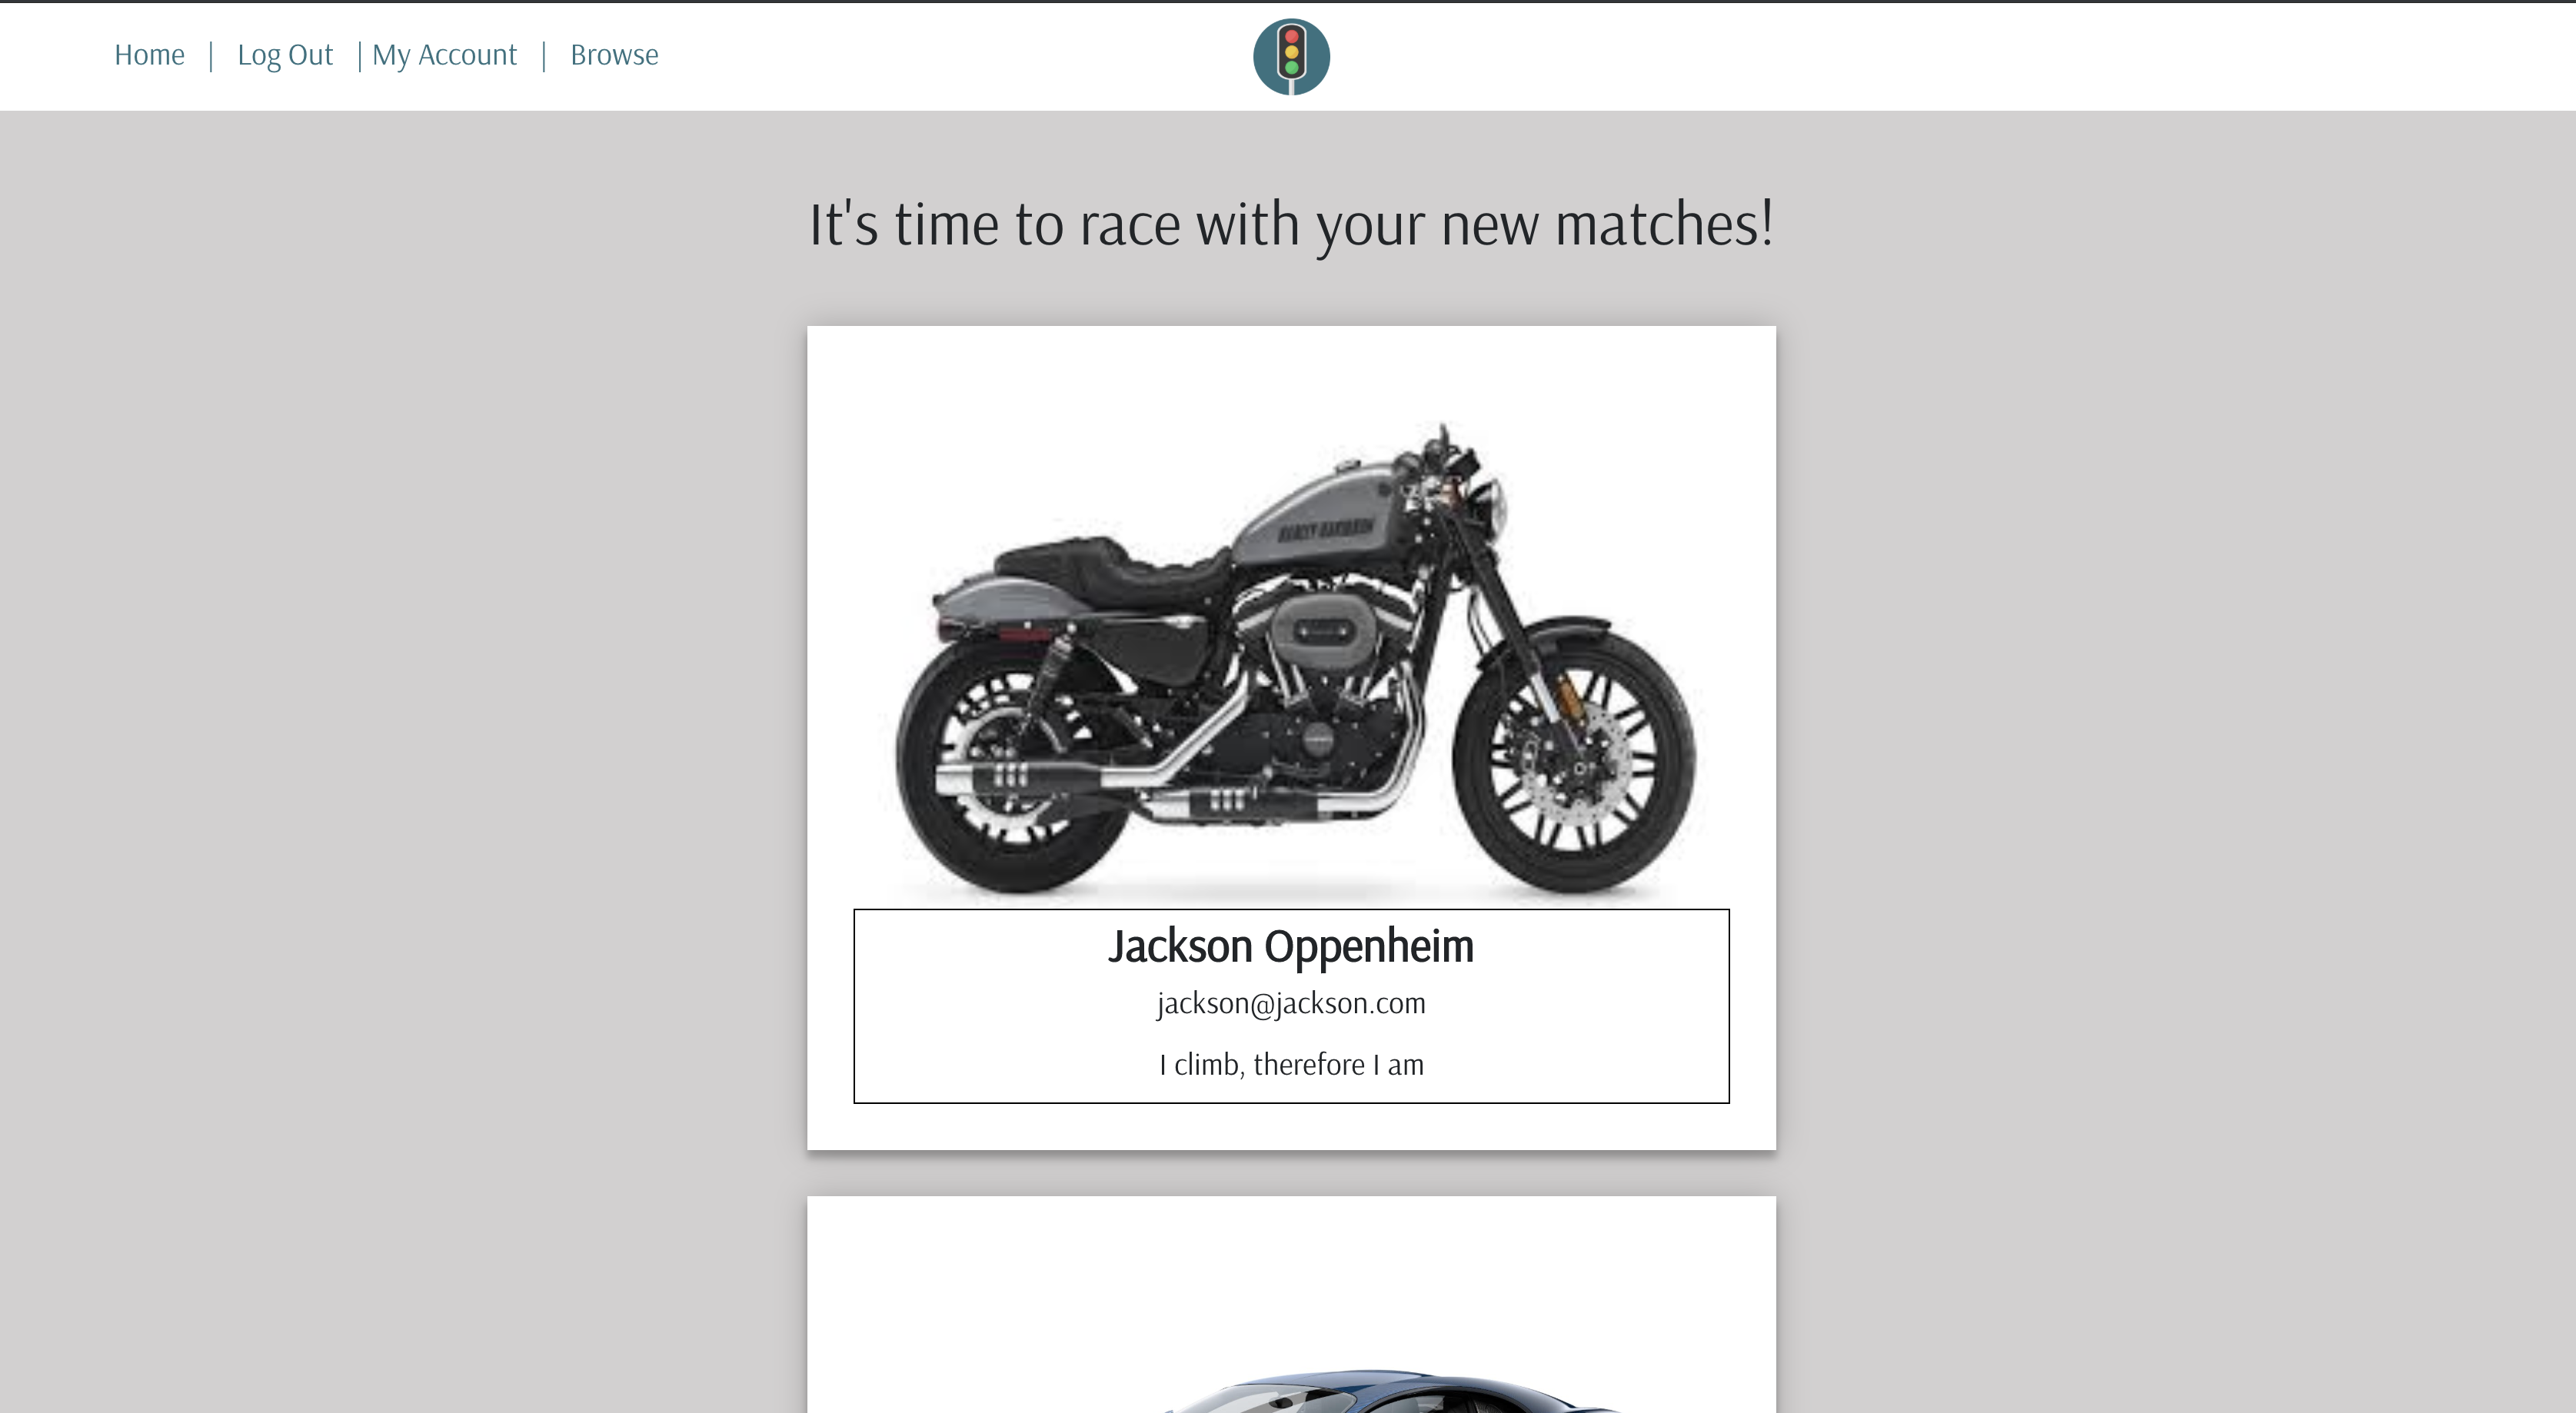 Home | Log Out | My Account | Browse
It's time to race with your new matches!
HARLEY-DAVIDSON
Jackson Oppenheim
jackson@jackson.com
I climb, therefore I am